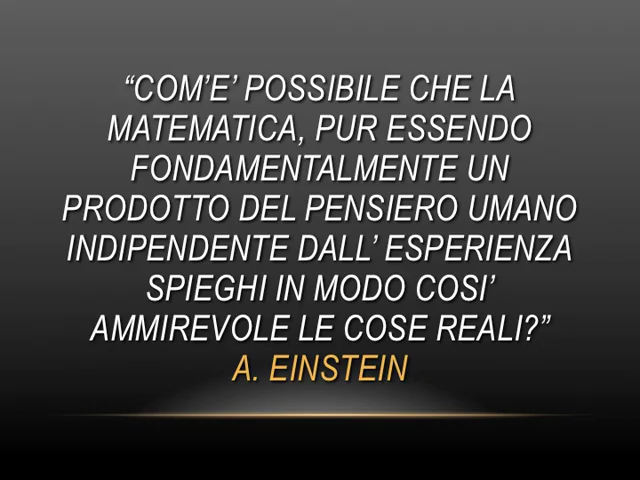 “COM’E’ POSSIBILE CHE LA
MATEMATICA, PUR ESSENDO
FONDAMENTALMENTE UN
PRODOTTO DEL PENSIERO UMANO
INDIPENDENTE DALL’ ESPERIENZA
SPIEGHI IN MODO COSI’
AMMIREVOLE LE COSE REALI?”
A. EINSTEIN